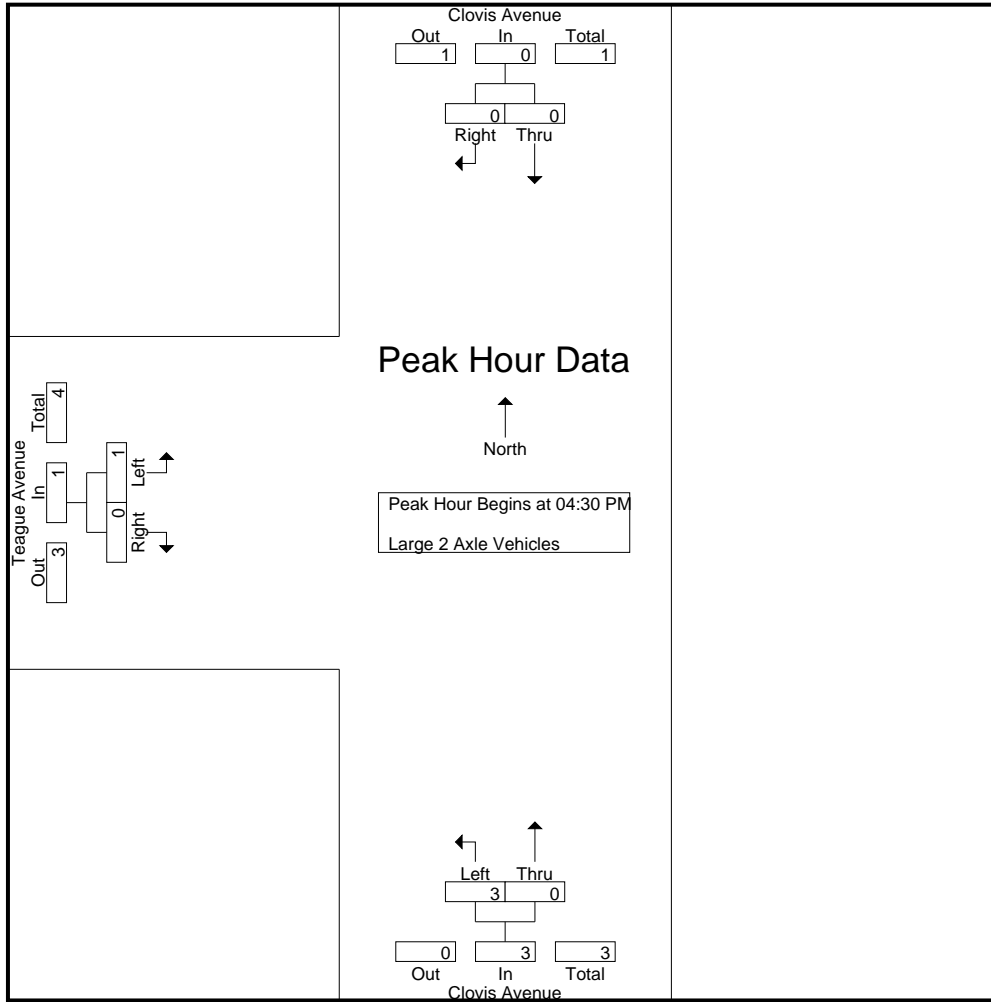 Clovis Avenue
Out In Total
1 0 1
0 0
Right Thru
Peak Hour Data
North
Peak Hour Begins at 04:30 PM
Large 2 Axle Vehicles
Teague Avenue
Out In Total
3 1 4
Right Left
0 1
Left Thru
3 0
0 3 3
Out In Total
Clovis Avenue